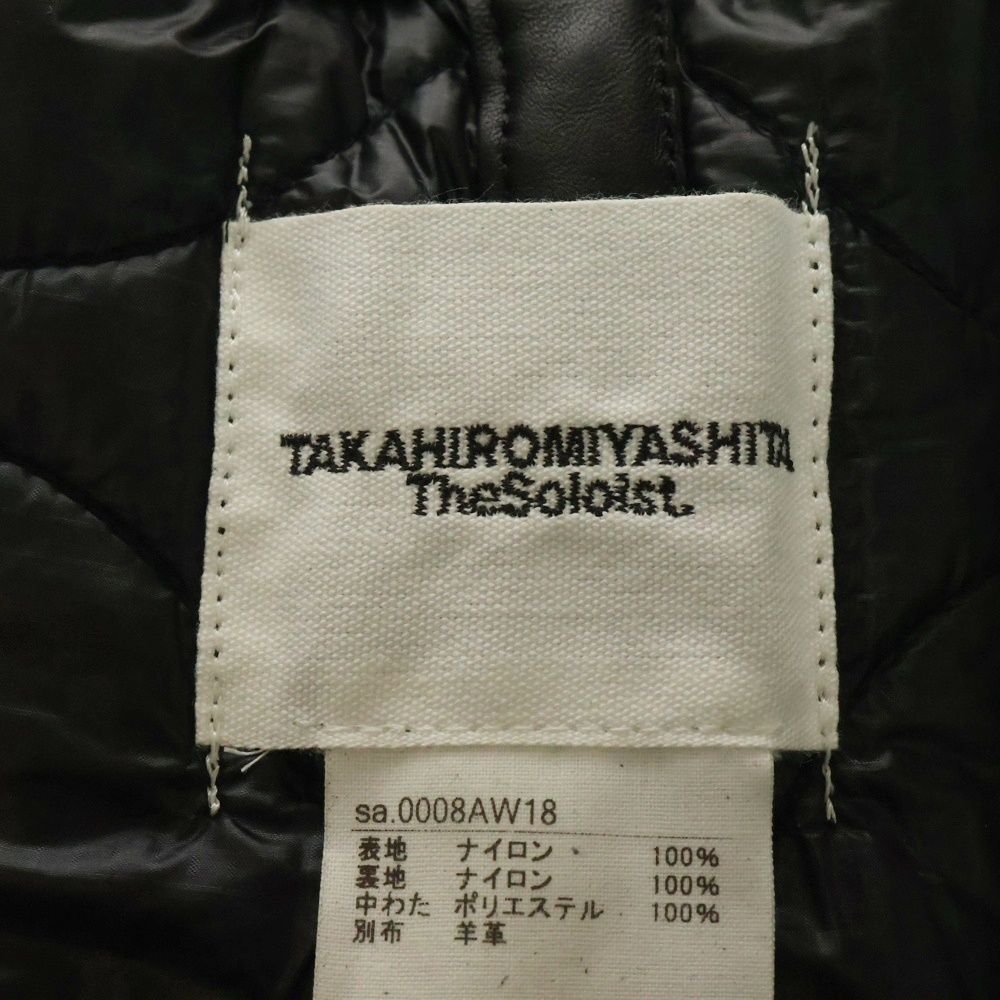 TAKAHIROMIYASHITA
TheSoloist.
sa.0008AW18
表地 ナイロン 100%
裏地 ナイロン 100%
中わた ポリエステル 100%
別布 羊革